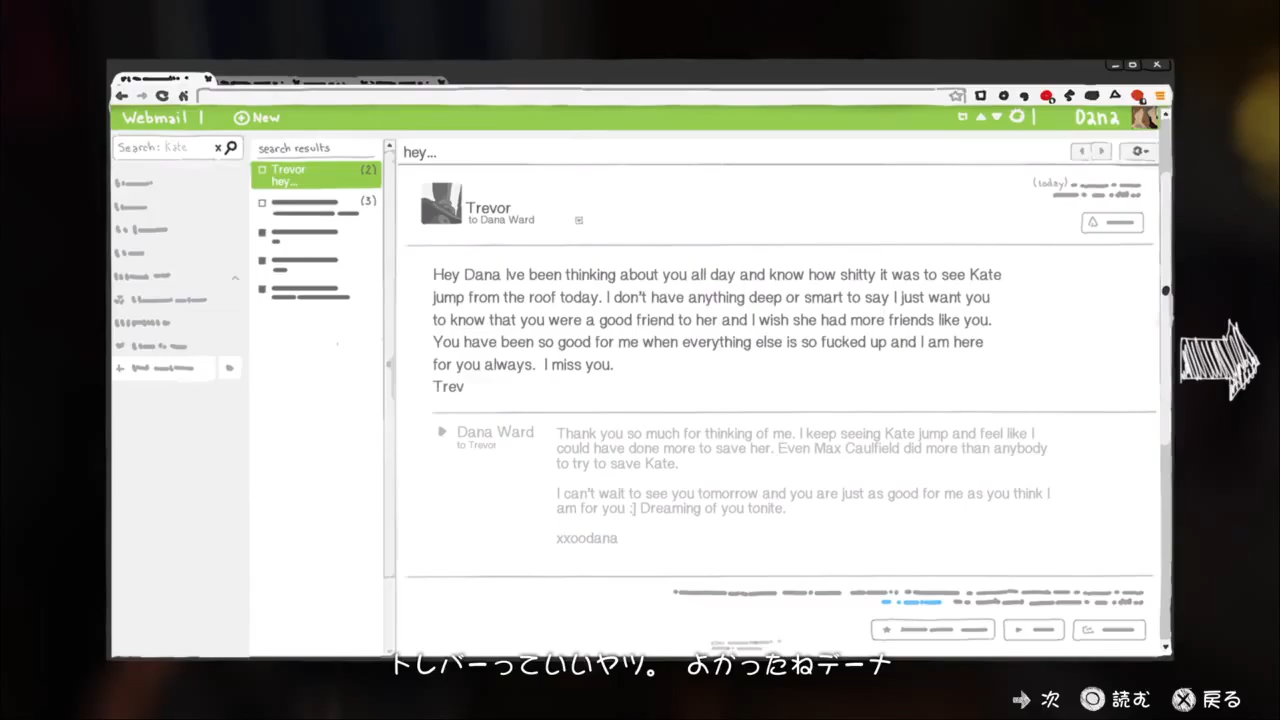 Webmail |
New
Dana
Search: Kate x
search results
Trevor (2)
hey...
(3)
hey...
(today)
Trevor
to Dana Ward
Hey Dana Ive been thinking about you all day and know how shitty it was to see Kate
jump from the roof today. I don't have anything deep or smart to say I just want you
to know that you were a good friend to her and I wish she had more friends like you.
You have been so good for me when everything else is so fucked up and I am here
for you always. I miss you.
Trev
Dana Ward
to Trevor
Thank you so much for thinking of me. I keep seeing Kate jump and feel like I
could have done more to save her. Even Max Caulfield did more than anybody
to try to save Kate.
I can't wait to see you tomorrow and you are just as good for me as you think I
am for you :] Dreaming of you tonite.
xxoodana
トレバーっていいヤツ。 よかったねデーナ
次 読む 戻る